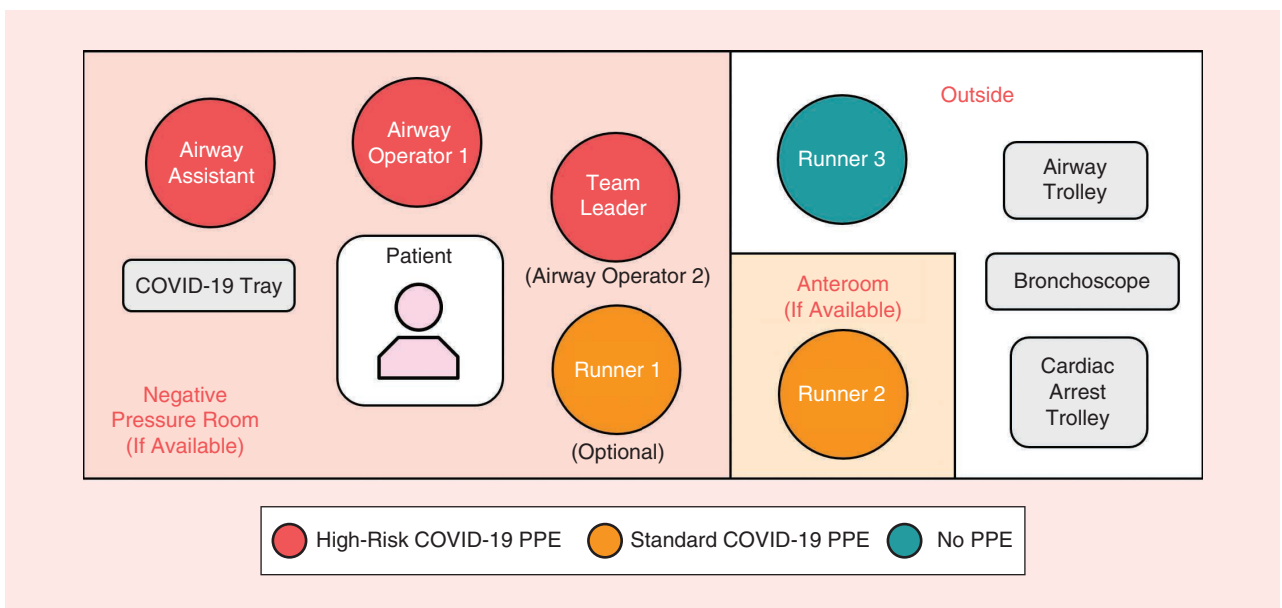 Airway
Assistant
Airway
Operator 1
Team
Leader
(Airway Operator 2)
COVID-19 Tray
Patient
Runner 1
(Optional)
Negative
Pressure Room
(If Available)
Outside
Runner 3
Airway
Trolley
Anteroom
(If Available)
Runner 2
Bronchoscope
Cardiac
Arrest
Trolley
High-Risk COVID-19 PPE
Standard COVID-19 PPE
No PPE